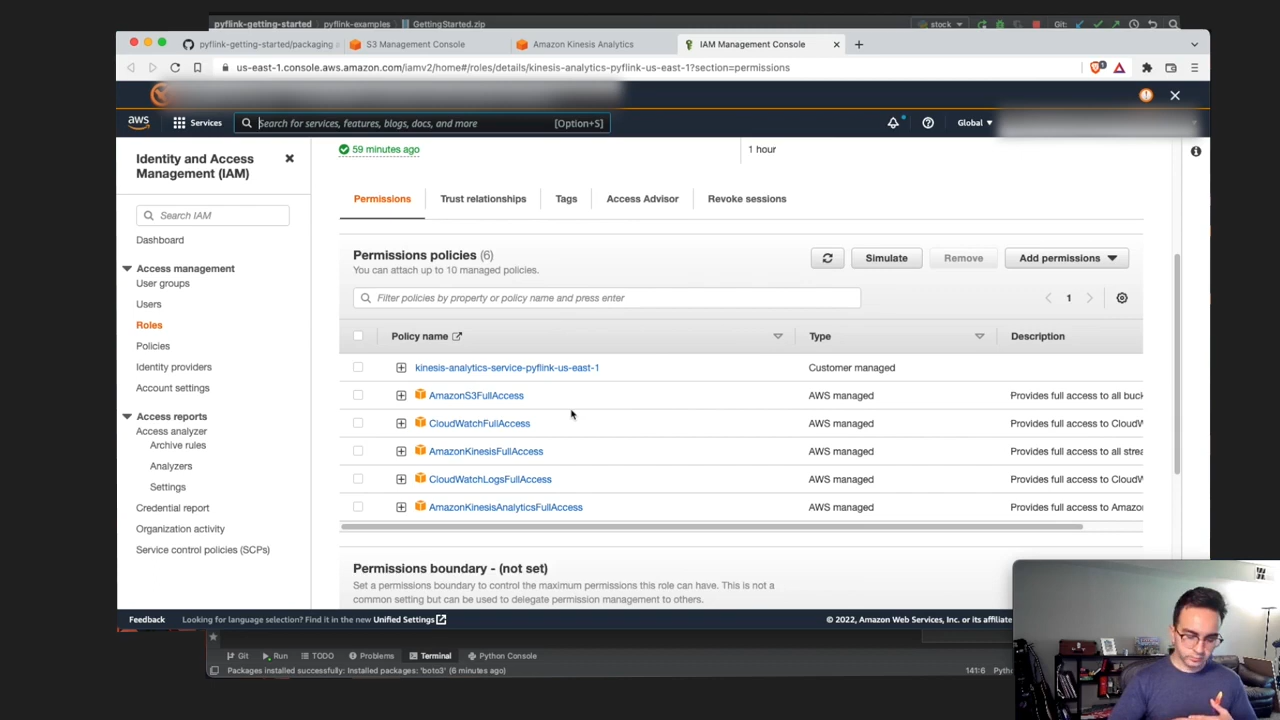 pyflink-getting-started pyflink-examples GettingStarted.zip stock Git:
pyflink-getting-started/packaging S3 Management Console Amazon Kinesis Analytics IAM Management Console
us-east-1.console.aws.amazon.com/iamv2/home#/roles/details/kinesis-analytics-pyflink-us-east-1?section=permissions
aws Services Search for services, features, blogs, docs, and more [Option+S] Global
Identity and Access Management (IAM)
Search IAM
Dashboard
Access management
User groups
Users
Roles
Policies
Identity providers
Account settings
Access reports
Access analyzer
Archive rules
Analyzers
Settings
Credential report
Organization activity
Service control policies (SCPs)
59 minutes ago 1 hour
Permissions Trust relationships Tags Access Advisor Revoke sessions
Permissions policies (6) Simulate Remove Add permissions
You can attach up to 10 managed policies.
Filter policies by property or policy name and press enter 1
Policy name Type Description
kinesis-analytics-service-pyflink-us-east-1 Customer managed
AmazonS3FullAccess AWS managed Provides full access to all buck
CloudWatchFullAccess AWS managed Provides full access to CloudW
AmazonKinesisFullAccess AWS managed Provides full access to all strea
CloudWatchLogsFullAccess AWS managed Provides full access to CloudW
AmazonKinesisAnalyticsFullAccess AWS managed Provides full access to Amazor
Permissions boundary - (not set)
Set a permissions boundary to control the maximum permissions this role can have. This is not a
common setting but can be used to delegate permission management to others.
Feedback Looking for language selection? Find it in the new Unified Settings © 2022, Amazon Web Services, Inc. or its affiliate
Git Run TODO Problems Terminal Python Console
Packages installed successfully: Installed packages: 'boto3' (6 minutes ago) 141:6 Pyth